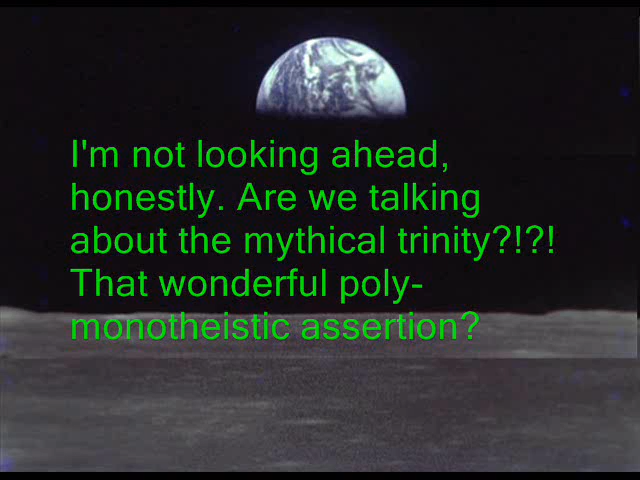 I'm not looking ahead,
honestly. Are we talking
about the mythical trinity?!?!
That wonderful poly-
monotheistic assertion?